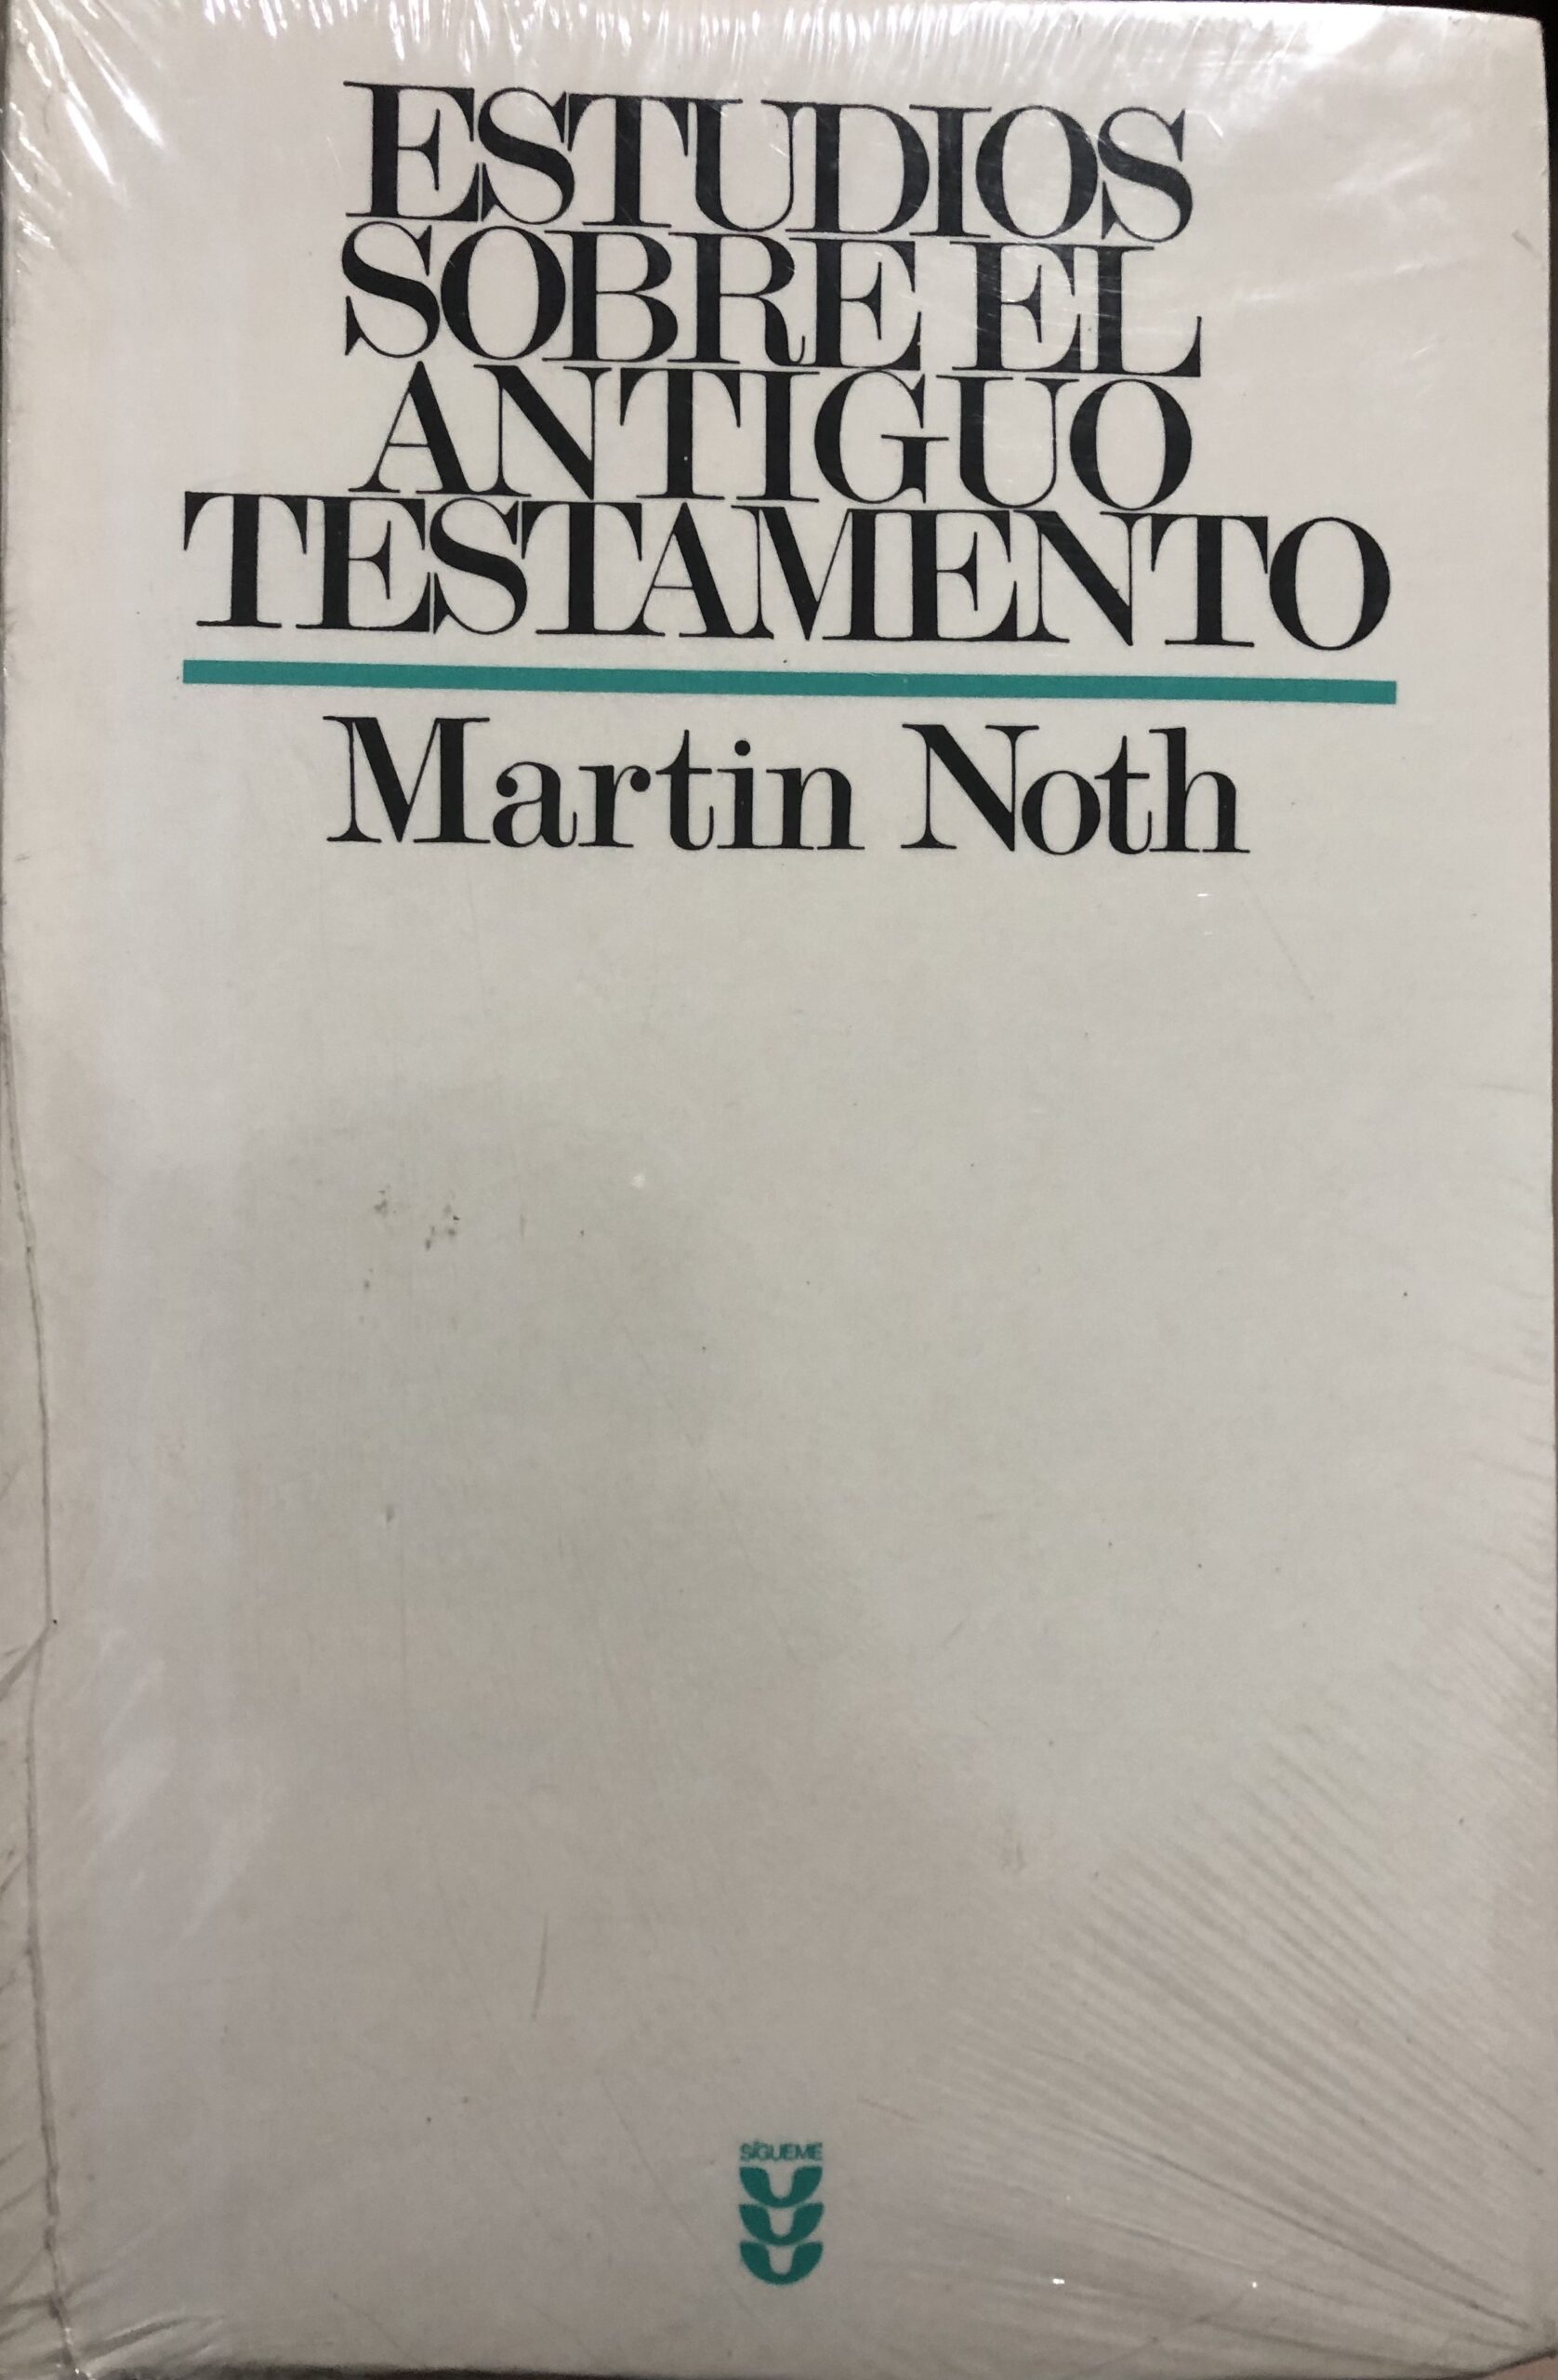 ESTUDIOS
SOBRE EL
ANTIGUO
TESTAMENTO
Martin Noth
SÍGUEME